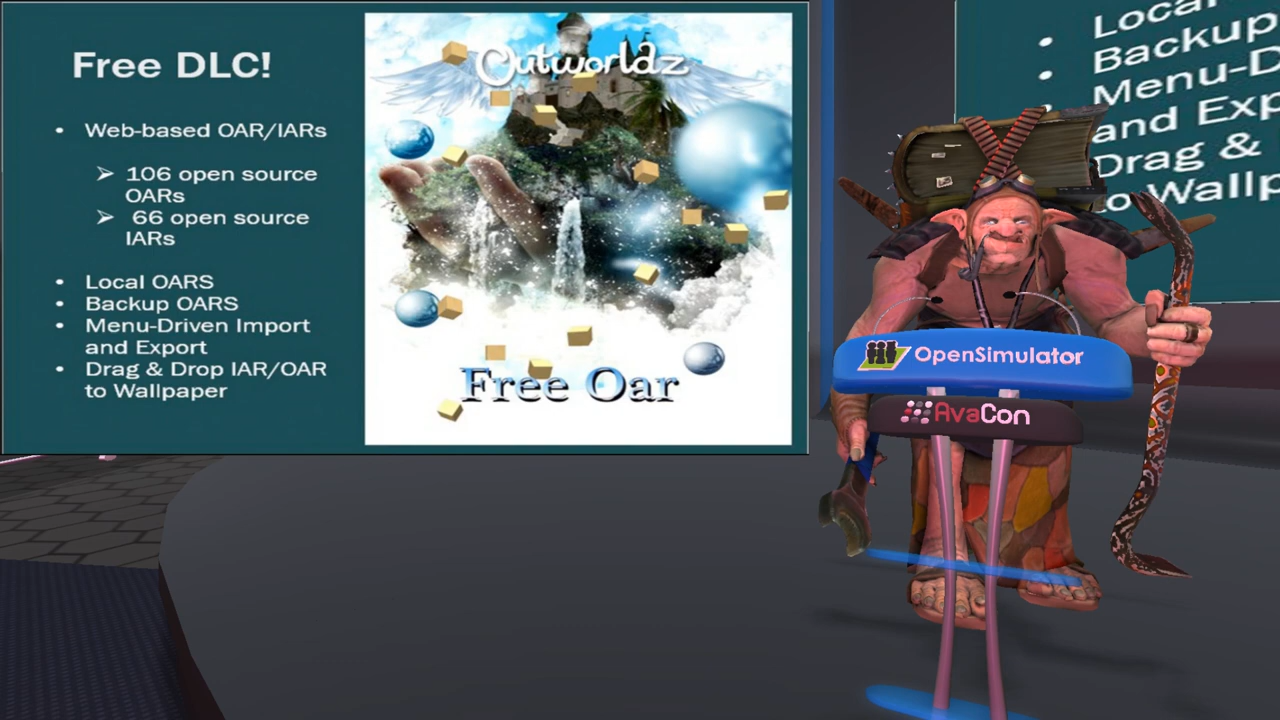 Free DLC!
• Web-based OAR/IARs
➢ 106 open source
OARs
➢ 66 open source
IARs
• Local OARS
• Backup OARS
• Menu-Driven Import
and Export
• Drag & Drop IAR/OAR
to Wallpaper
Outworldz
Free Oar
• Local
• Backup
• Menu-D
and Exp
Drag &
to Wallp
OpenSimulator
AvaCon